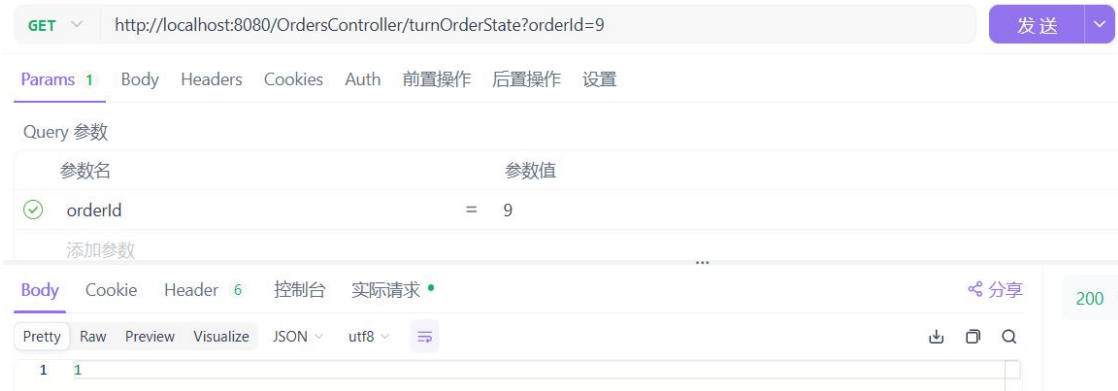 GET http://localhost:8080/OrdersController/turnOrderState?orderId=9 发送
Params 1 Body Headers Cookies Auth 前置操作 后置操作 设置
Query 参数
参数名 参数值
orderId = 9
添加参数
Body Cookie Header 6 控制台 实际请求 分享 200
Pretty Raw Preview Visualize JSON utf8
1 1